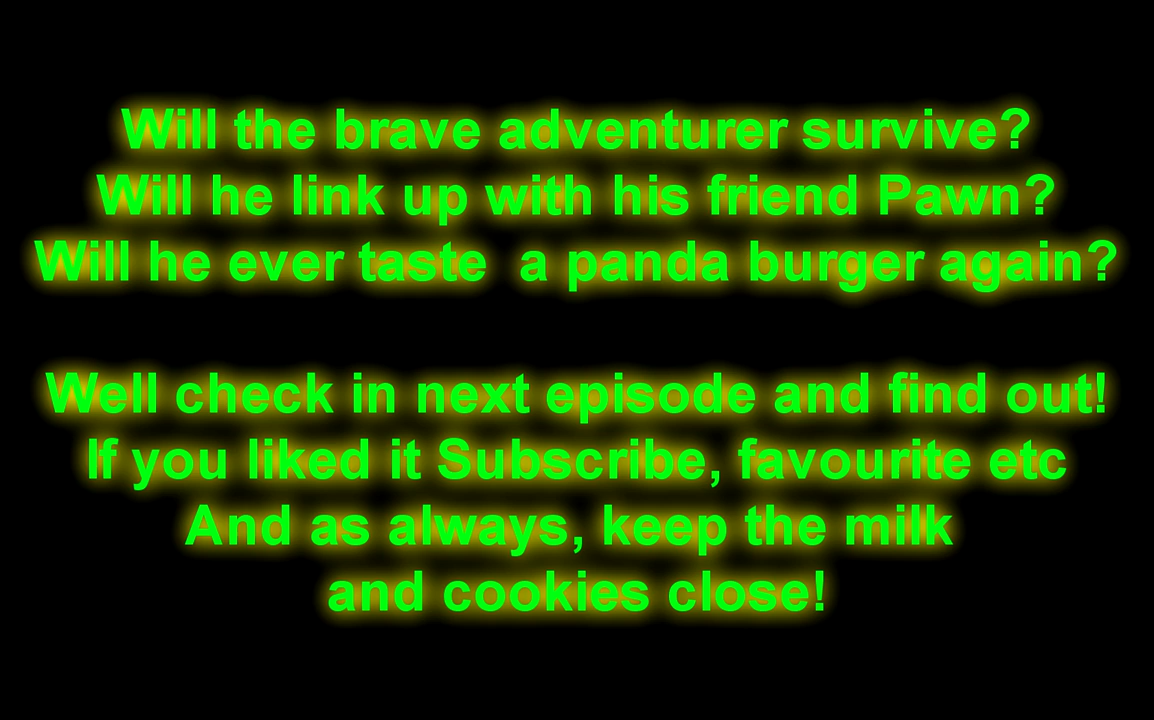 Will the brave adventurer survive?
Will he link up with his friend Pawn?
Will he ever taste  a panda burger again?
Well check in next episode and find out!
If you liked it Subscribe, favourite etc
And as always, keep the milk
and cookies close!